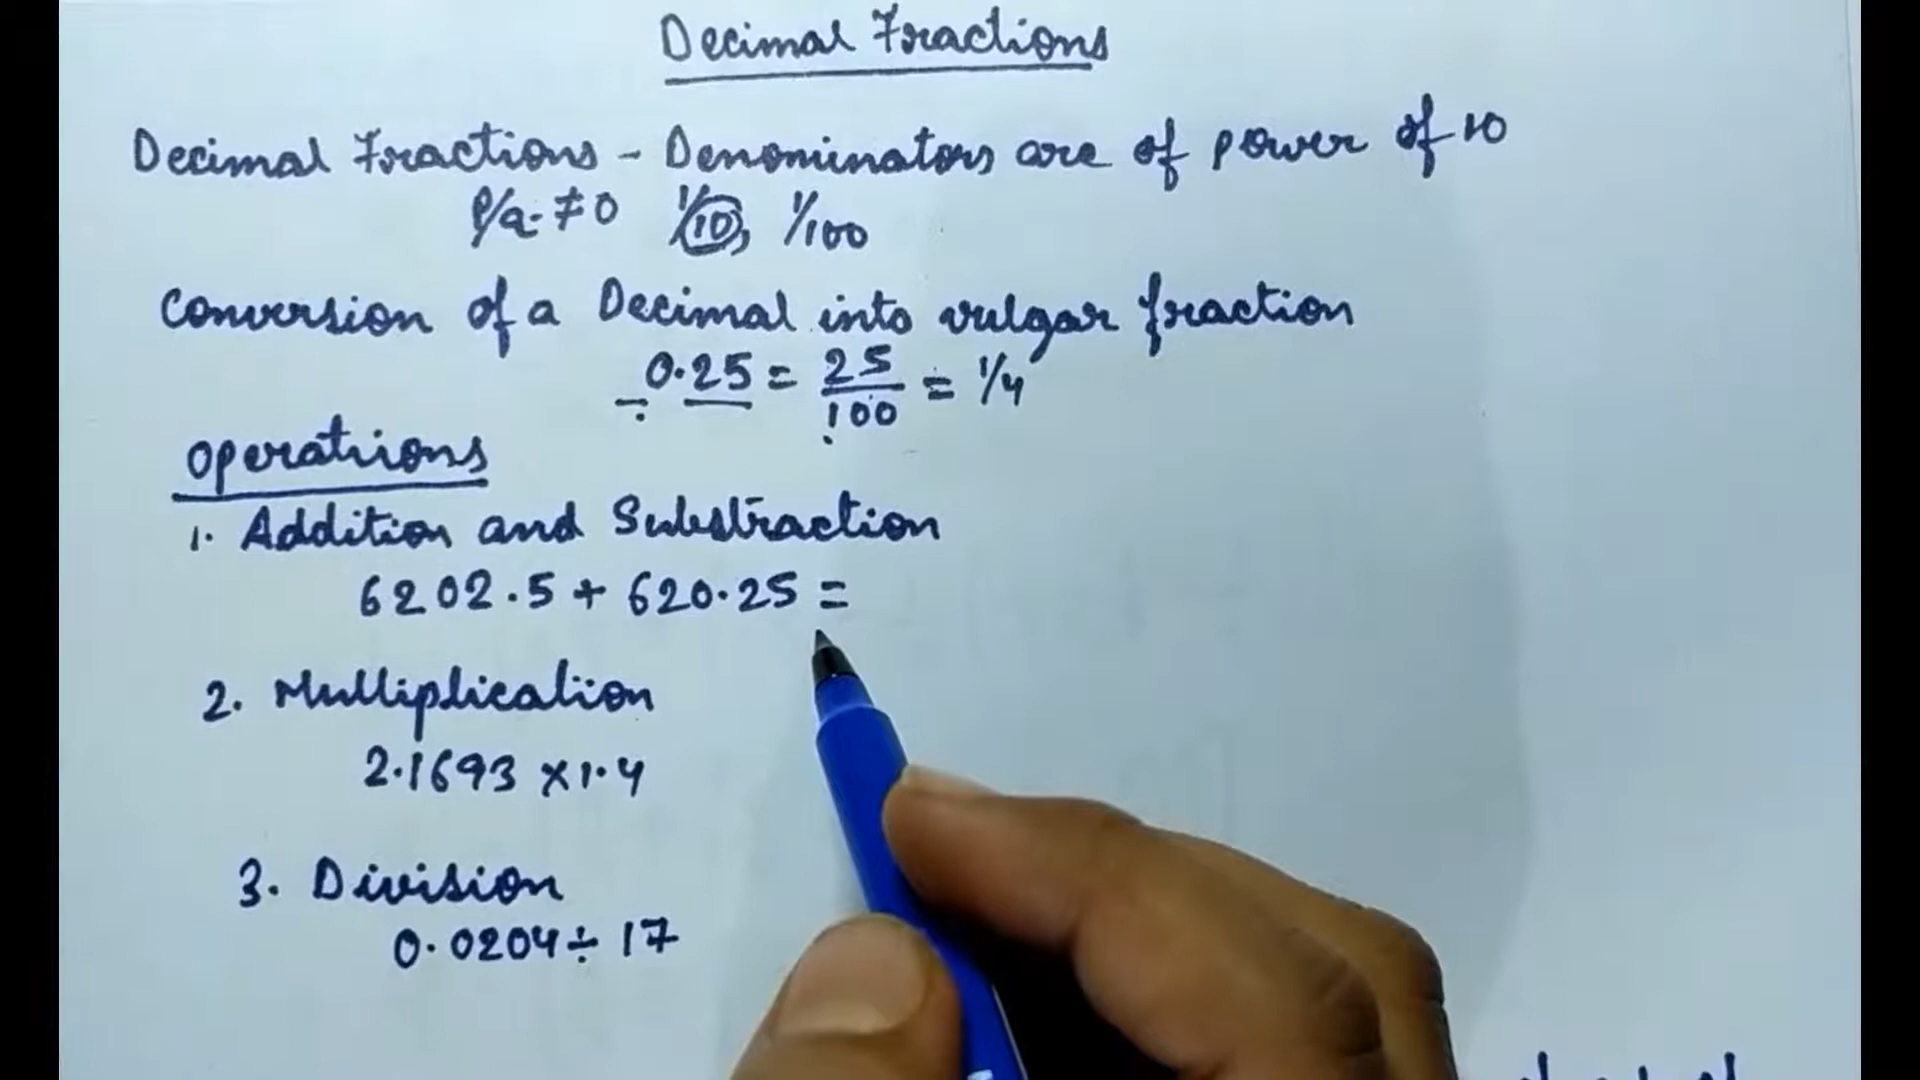 Decimal Fractions
Decimal Fractions - Denominators are of power of 10
P/q ≠ 0 1/10, 1/100
Conversion of a Decimal into vulgar fraction
0.25 = 25/100 = 1/4
Operations
1. Addition and Substraction
6202.5 + 620.25 =
2. Multiplication
2.1693 × 1.4
3. Division
0.0204 ÷ 17